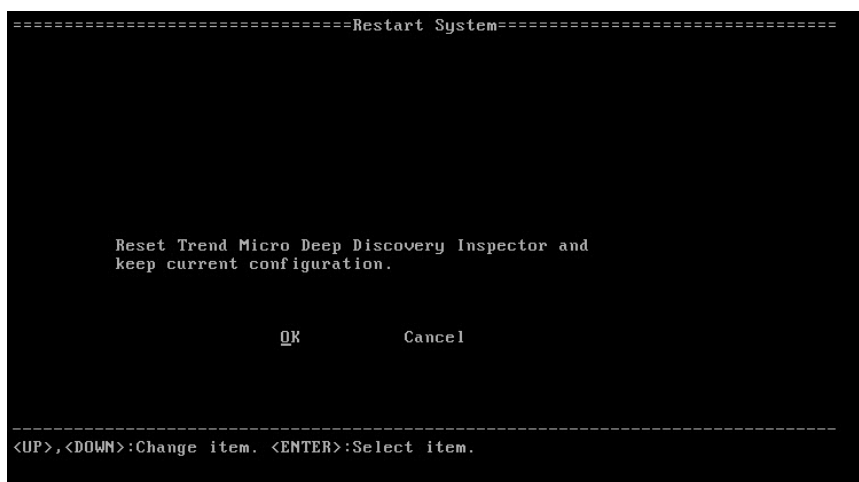 =================================Restart System=================================
Reset Trend Micro Deep Discovery Inspector and
keep current configuration.
OK Cancel
--------------------------------------------------------------------------------
<UP>,<DOWN>:Change item. <ENTER>:Select item.